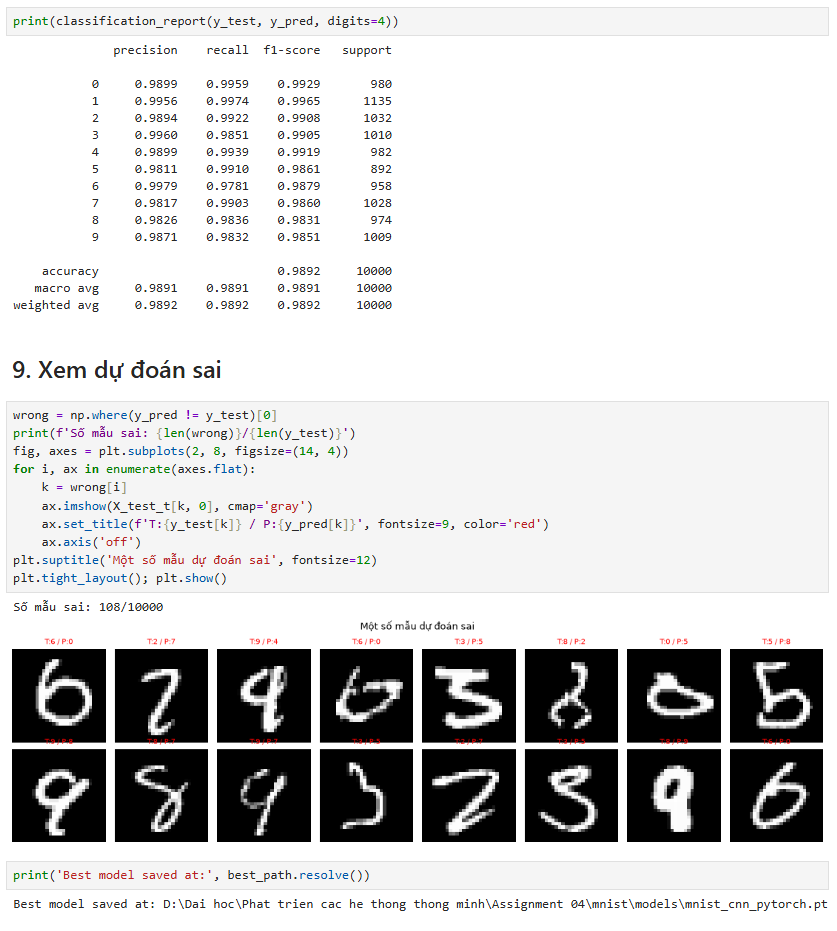 print(classification_report(y_test, y_pred, digits=4))
precision recall f1-score support
0 0.9899 0.9959 0.9929 980
1 0.9956 0.9974 0.9965 1135
2 0.9894 0.9922 0.9908 1032
3 0.9960 0.9851 0.9905 1010
4 0.9899 0.9939 0.9919 982
5 0.9811 0.9910 0.9861 892
6 0.9979 0.9781 0.9879 958
7 0.9817 0.9903 0.9860 1028
8 0.9826 0.9836 0.9831 974
9 0.9871 0.9832 0.9851 1009
accuracy 0.9892 10000
macro avg 0.9891 0.9891 0.9891 10000
weighted avg 0.9892 0.9892 0.9892 10000
9. Xem dự đoán sai
wrong = np.where(y_pred != y_test)[0]
print(f'Số mẫu sai: {len(wrong)}/{len(y_test)}')
fig, axes = plt.subplots(2, 8, figsize=(14, 4))
for i, ax in enumerate(axes.flat):
    k = wrong[i]
    ax.imshow(X_test_t[k, 0], cmap='gray')
    ax.set_title(f'T:{y_test[k]} / P:{y_pred[k]}', fontsize=9, color='red')
    ax.axis('off')
plt.suptitle('Một số mẫu dự đoán sai', fontsize=12)
plt.tight_layout(); plt.show()
Số mẫu sai: 108/10000
Một số mẫu dự đoán sai
T:6 / P:0 T:2 / P:7 T:9 / P:4 T:6 / P:0 T:3 / P:5 T:8 / P:2 T:0 / P:5 T:5 / P:8
print('Best model saved at:', best_path.resolve())
Best model saved at: D:\Dai hoc\Phat trien cac he thong thong minh\Assignment 04\mnist\models\mnist_cnn_pytorch.pt